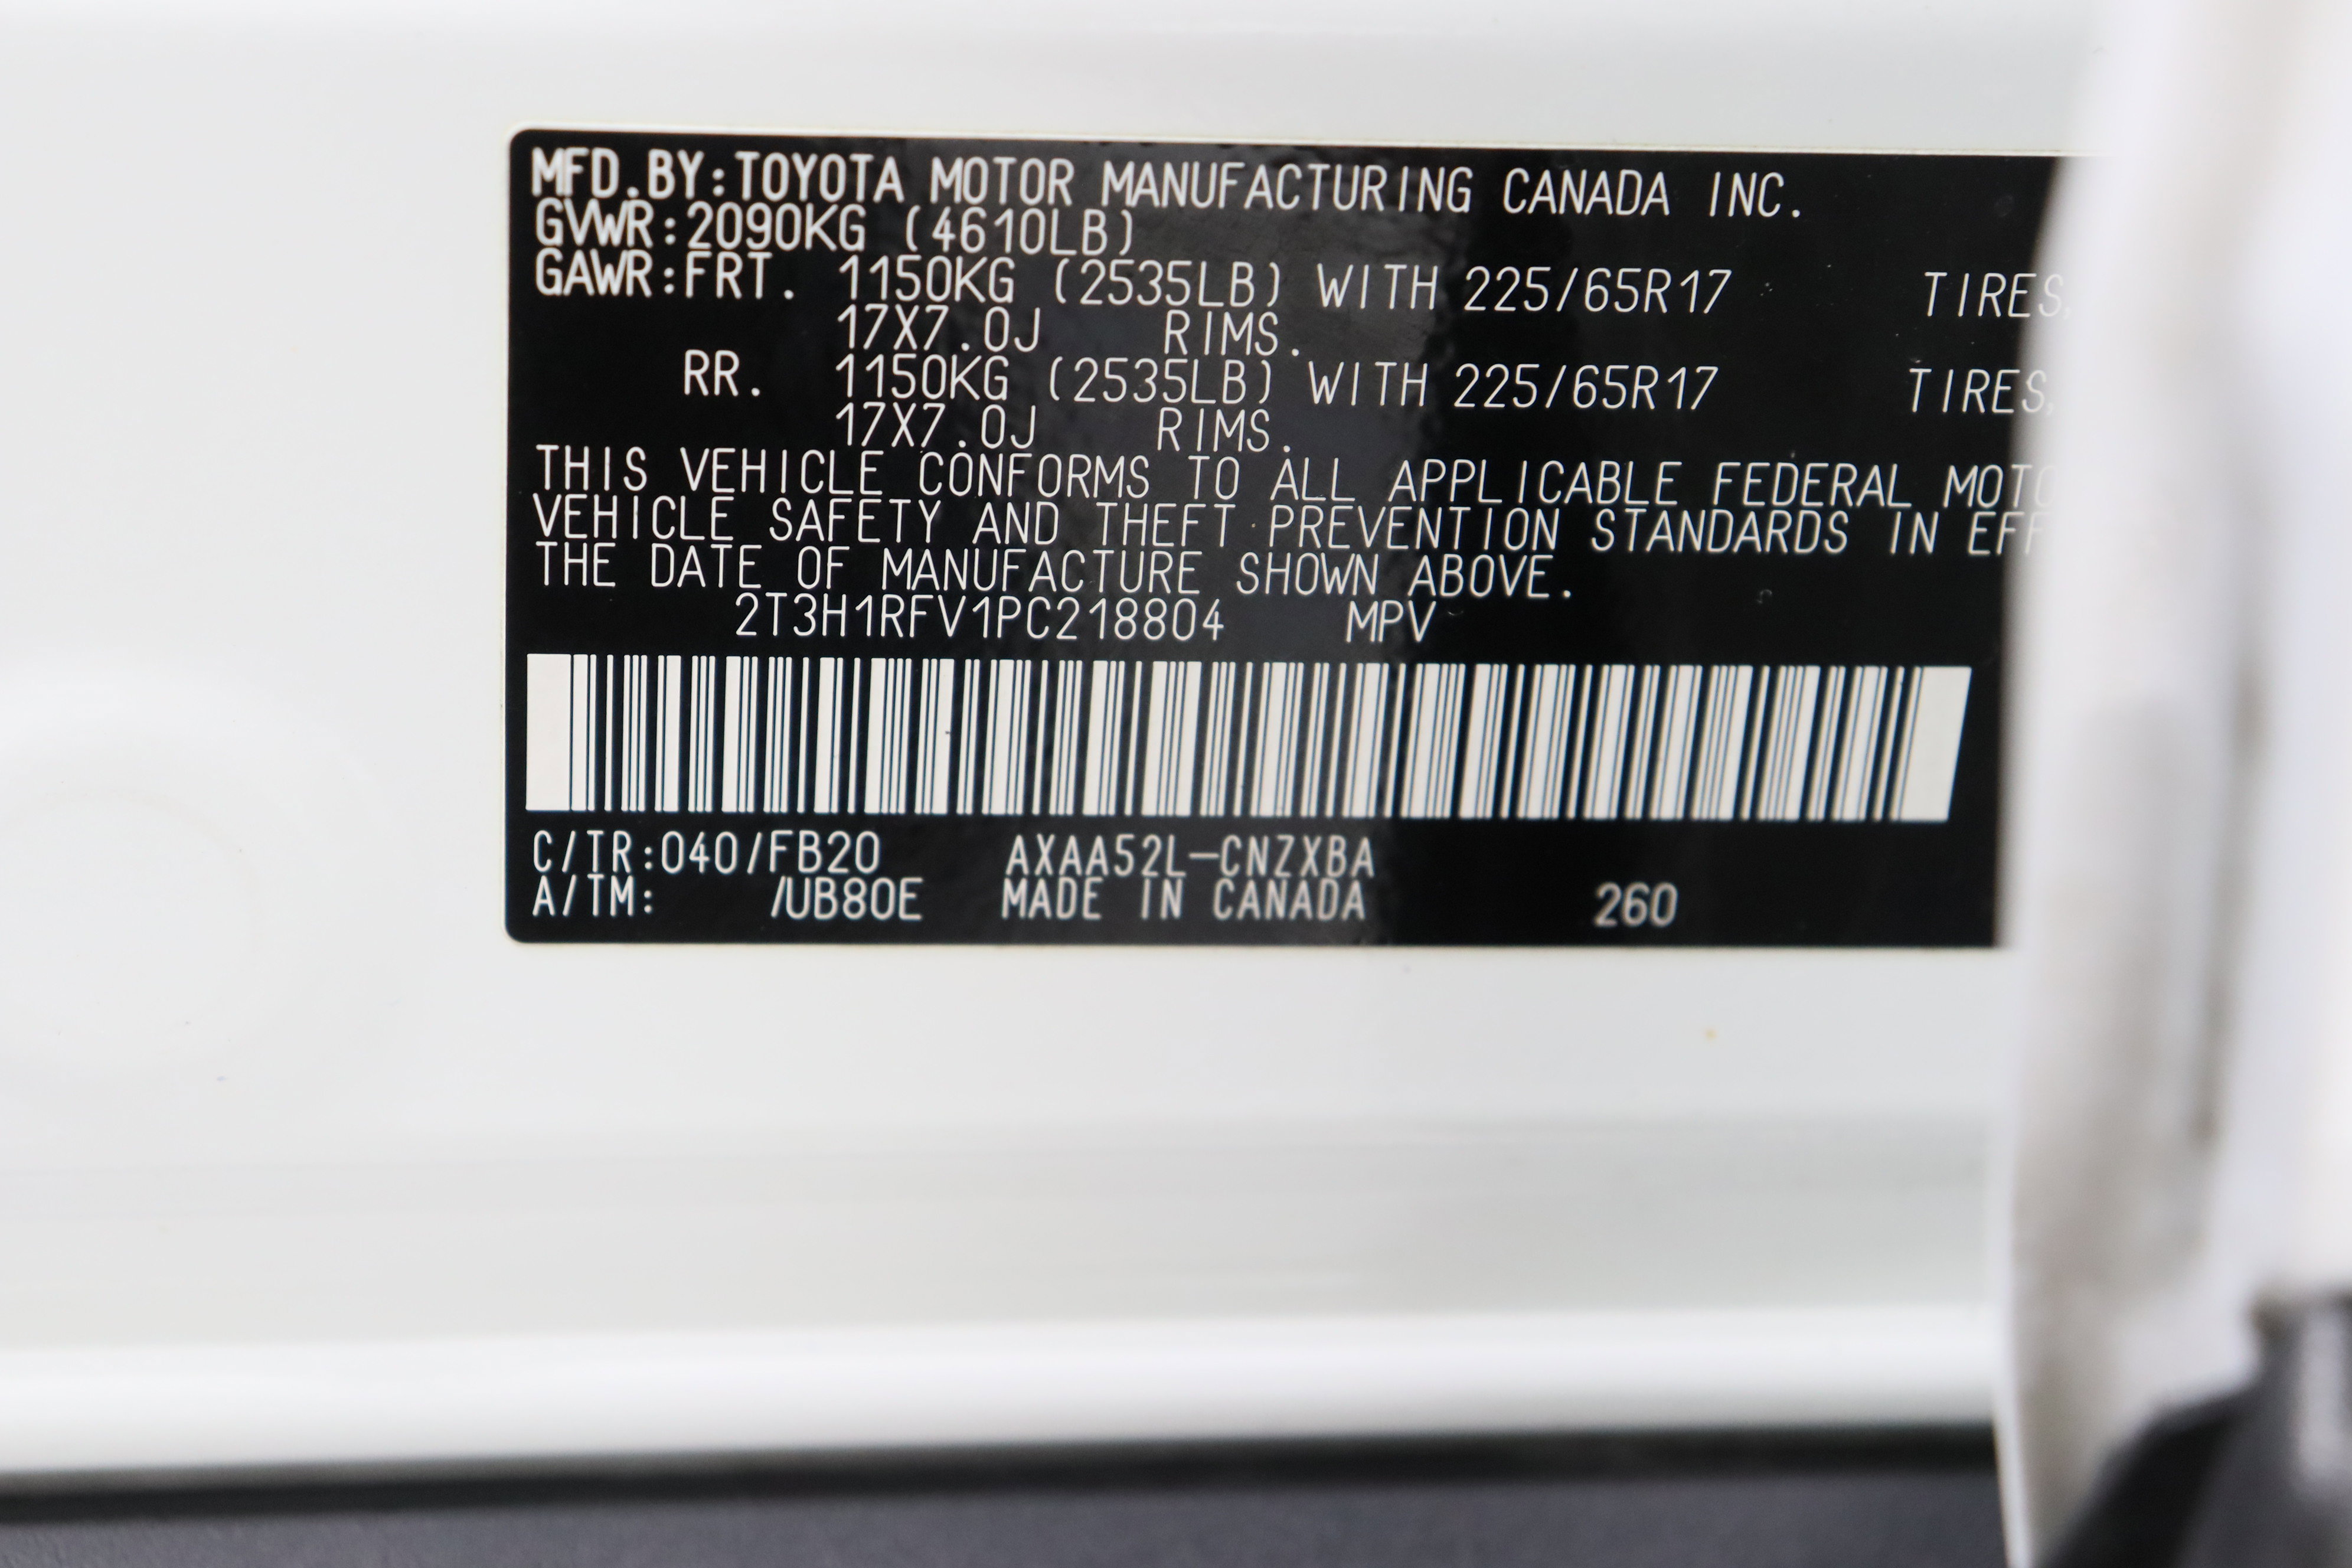 MFD.BY:TOYOTA MOTOR MANUFACTURING CANADA INC.
GVWR:2090KG (4610LB)
GAWR:FRT. 1150KG (2535LB) WITH 225/65R17 TIRES,
17X7.0J RIMS.
RR. 1150KG (2535LB) WITH 225/65R17 TIRES,
17X7.0J RIMS.
THIS VEHICLE CONFORMS TO ALL APPLICABLE FEDERAL
VEHICLE SAFETY AND THEFT PREVENTION STANDARDS IN
THE DATE OF MANUFACTURE SHOWN ABOVE.
2T3H1RFV1PC218804 MPV
C/TR:040/FB20 AXAA52L-CNZXBA
A/TM: /UB80E MADE IN CANADA 260